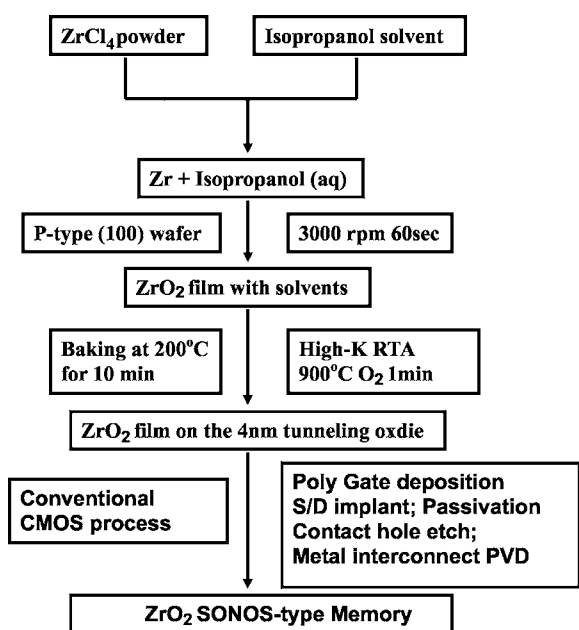 ZrCl₄ powder
Isopropanol solvent
Zr + Isopropanol (aq)
P-type (100) wafer
3000 rpm 60sec
ZrO₂ film with solvents
Baking at 200°C
for 10 min
High-K RTA
900°C O₂ 1min
ZrO₂ film on the 4nm tunneling oxdie
Conventional
CMOS process
Poly Gate deposition
S/D implant; Passivation
Contact hole etch;
Metal interconnect PVD
ZrO₂ SONOS-type Memory